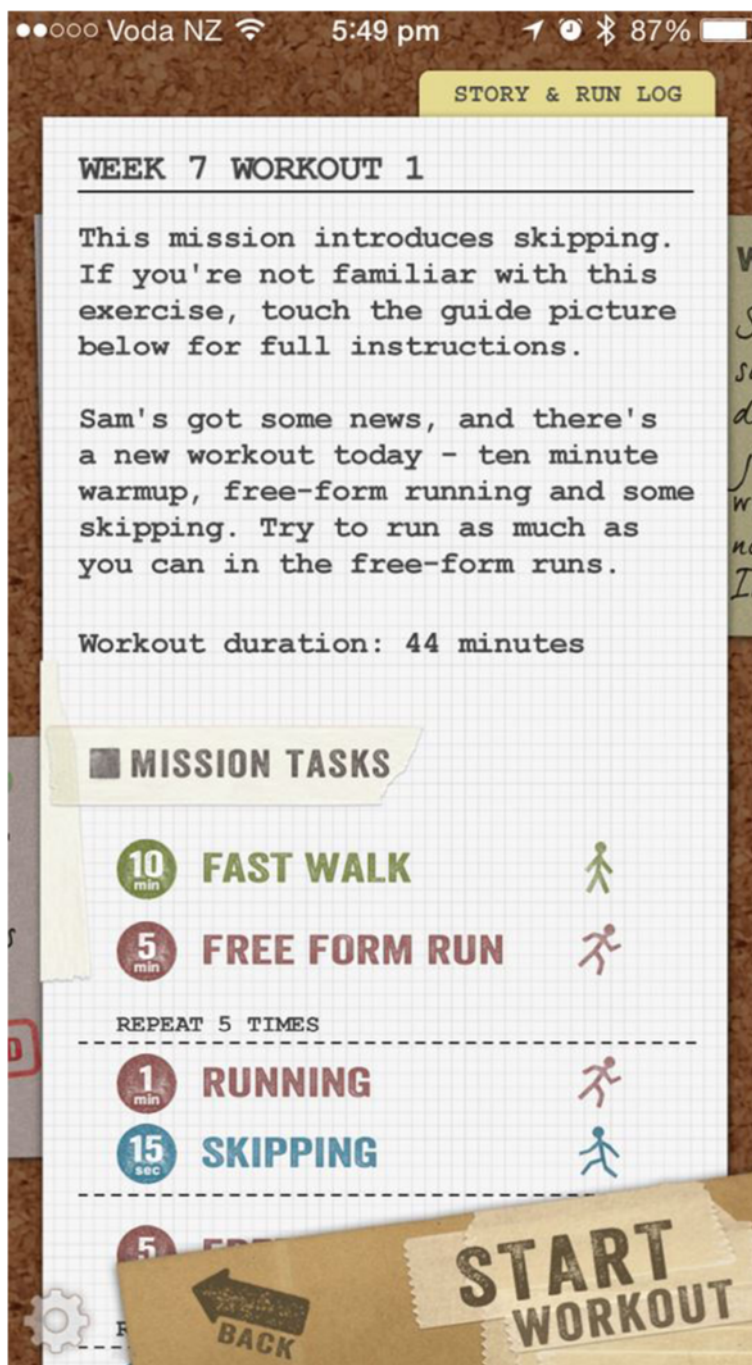 Voda NZ 5:49 pm 87%
STORY & RUN LOG
WEEK 7 WORKOUT 1
This mission introduces skipping.
If you're not familiar with this
exercise, touch the guide picture
below for full instructions.
Sam's got some news, and there's
a new workout today - ten minute
warmup, free-form running and some
skipping. Try to run as much as
you can in the free-form runs.
Workout duration: 44 minutes
MISSION TASKS
10 min FAST WALK
5 min FREE FORM RUN
REPEAT 5 TIMES
1 min RUNNING
15 sec SKIPPING
5
START
WORKOUT
BACK